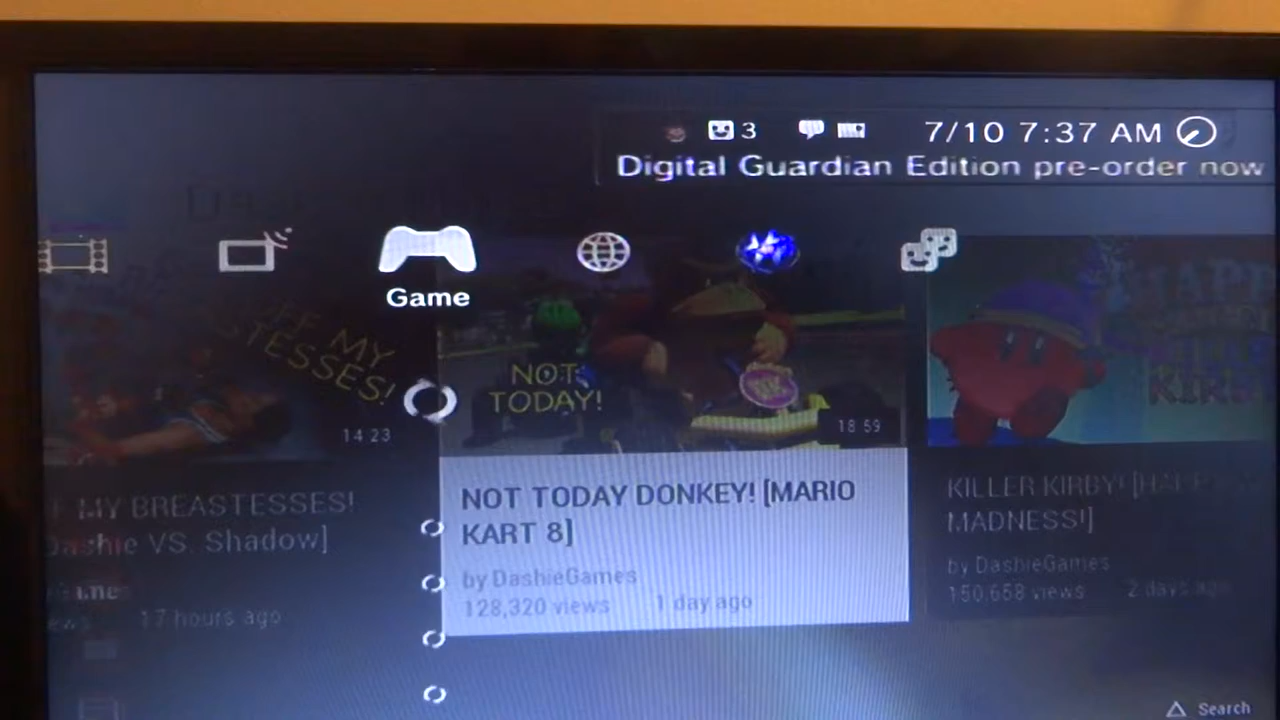 3
7/10 7:37 AM
Digital Guardian Edition pre-order now
Game
MY
TESSES!
NOT
TODAY!
14:23
18:59
MY BREASTESSES!
Dashie VS. Shadow]
17 hours ago
NOT TODAY DONKEY! [MARIO
KART 8]
by DashieGames
128,320 views 1 day ago
KILLER KIRBY!
MADNESS!]
by DashieGames
150,658 views 2 days ago
Search